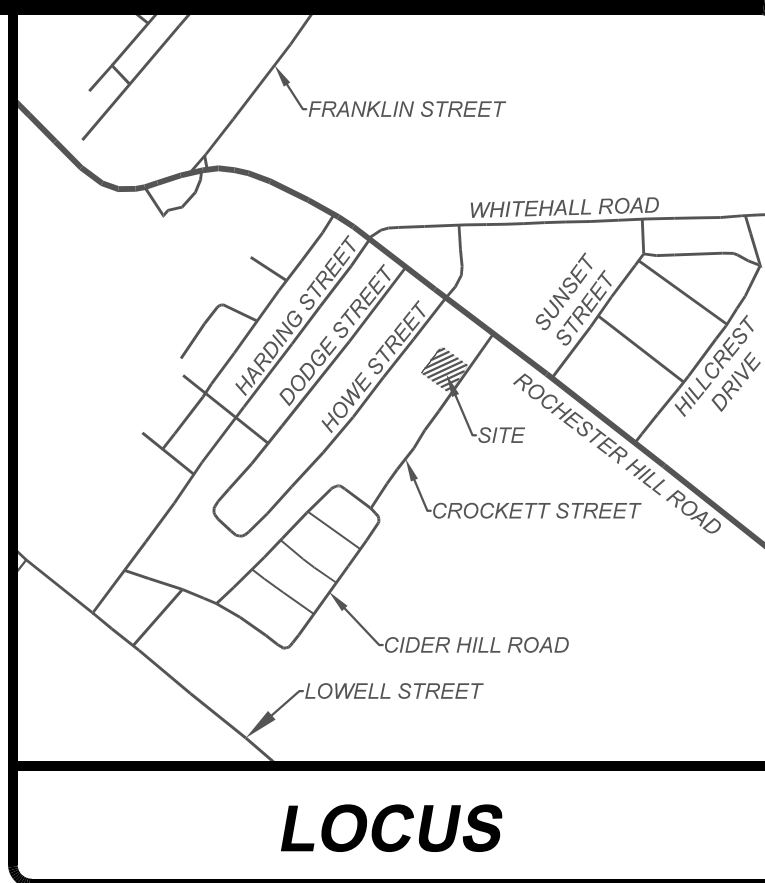 FRANKLIN STREET
WHITEHALL ROAD
HARDING STREET
DODGE STREET
HOWE STREET
SUNSET
STREET
HILLCREST
DRIVE
ROCHESTER HILL ROAD
SITE
CROCKETT STREET
CIDER HILL ROAD
LOWELL STREET
LOCUS